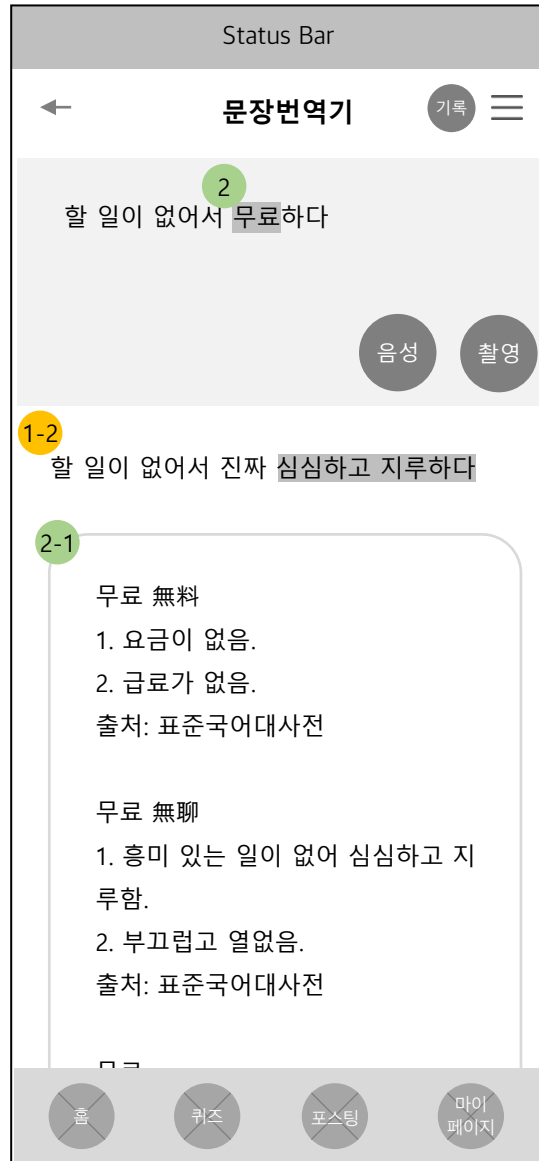 Status Bar
문장번역기
기록
2
할 일이 없어서 무료하다
음성
촬영
1-2
할 일이 없어서 진짜 심심하고 지루하다
2-1
무료 無料
1. 요금이 없음.
2. 급료가 없음.
출처: 표준국어대사전
무료 無聊
1. 흥미 있는 일이 없어 심심하고 지
루함.
2. 부끄럽고 열없음.
출처: 표준국어대사전
홈
퀴즈
포스팅
마이
페이지